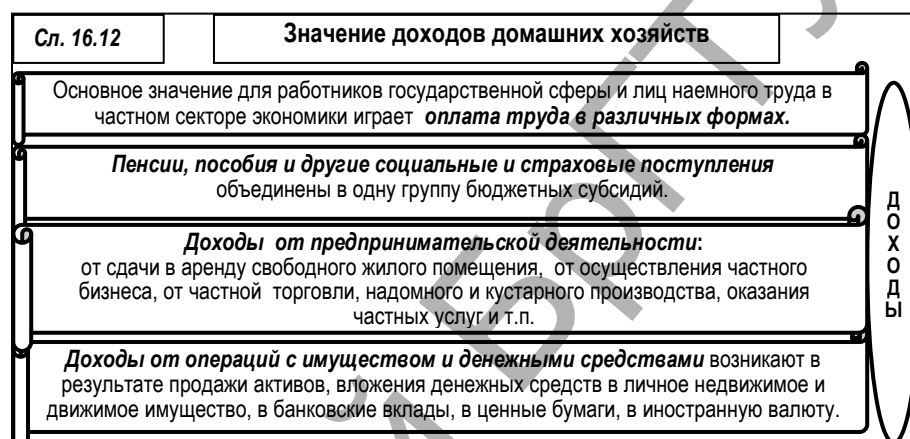 Сл. 16.12
Значение доходов домашних хозяйств
Основное значение для работников государственной сферы и лиц наемного труда в
частном секторе экономики играет оплата труда в различных формах.
Пенсии, пособия и другие социальные и страховые поступления
объединены в одну группу бюджетных субсидий.
Доходы от предпринимательской деятельности:
от сдачи в аренду свободного жилого помещения, от осуществления частного
бизнеса, от частной торговли, надомного и кустарного производства, оказания
частных услуг и т.п.
Доходы от операций с имуществом и денежными средствами возникают в
результате продажи активов, вложения денежных средств в личное недвижимое и
движимое имущество, в банковские вклады, в ценные бумаги, в иностранную валюту.
ДОХОДЫ